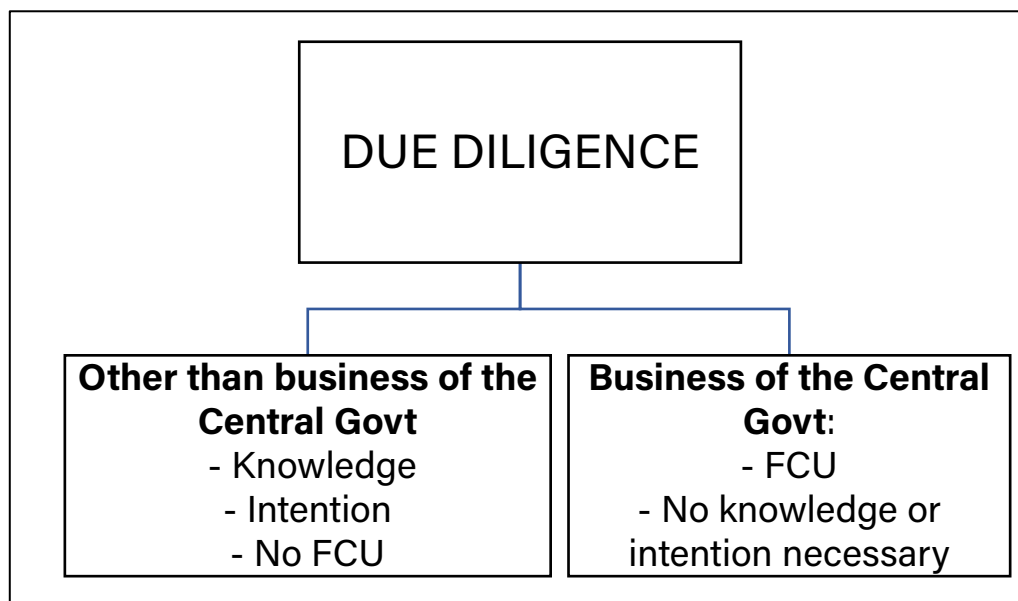 DUE DILIGENCE
Other than business of the
Central Govt
- Knowledge
- Intention
- No FCU
Business of the Central
Govt:
- FCU
- No knowledge or
intention necessary